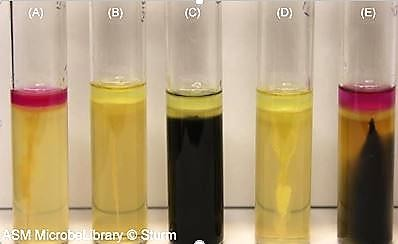 (A) (B) (C) (D) (E)
ASM MicrobeLibrary © Sturm